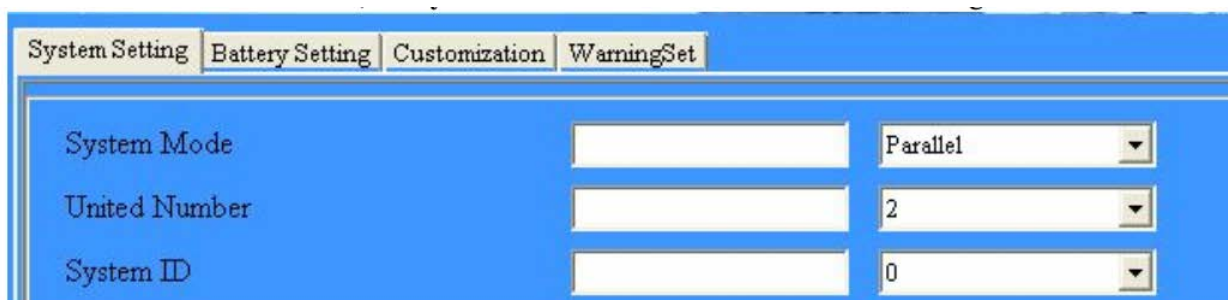 System Setting Battery Setting Customization WarningSet
System Mode Parallel
United Number 2
System ID 0